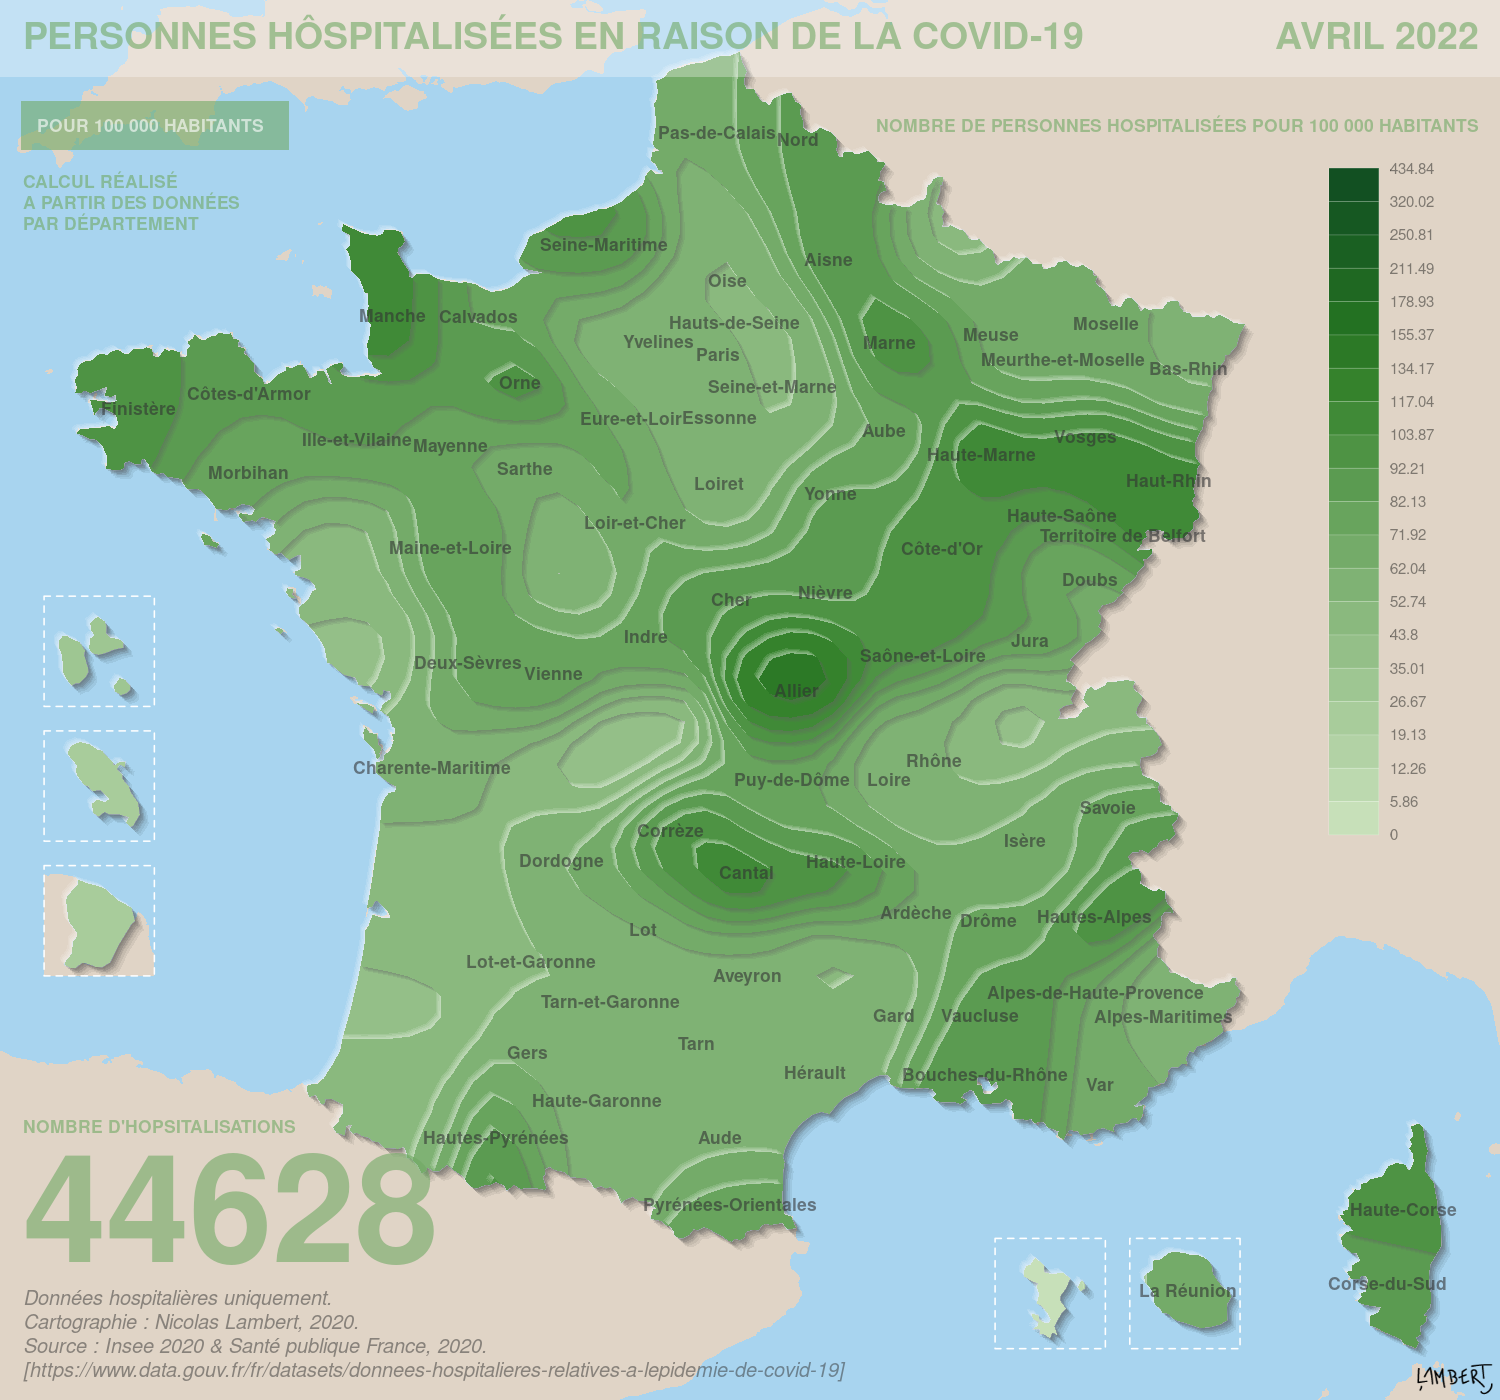 PERSONNES HÔSPITALISÉES EN RAISON DE LA COVID-19
AVRIL 2022
POUR 100 000 HABITANTS
CALCUL RÉALISÉ
A PARTIR DES DONNÉES
PAR DÉPARTEMENT
NOMBRE DE PERSONNES HOSPITALISÉES POUR 100 000 HABITANTS
434.84
320.02
250.81
211.49
178.93
155.37
134.17
117.04
103.87
92.21
82.13
71.92
62.04
52.74
43.8
35.01
26.67
19.13
12.26
5.86
0
Pas-de-Calais
Nord
Seine-Maritime
Aisne
Oise
Manche
Calvados
Hauts-de-Seine
Moselle
Yvelines
Marne
Meuse
Paris
Meurthe-et-Moselle
Bas-Rhin
Orne
Seine-et-Marne
Côtes-d'Armor
Finistère
Eure-et-Loir
Essonne
Aube
Vosges
Ille-et-Vilaine
Mayenne
Haute-Marne
Sarthe
Morbihan
Haut-Rhin
Loiret
Yonne
Haute-Saône
Loir-et-Cher
Territoire de Belfort
Maine-et-Loire
Côte-d'Or
Doubs
Nièvre
Cher
Indre
Jura
Saône-et-Loire
Deux-Sèvres
Vienne
Allier
Rhône
Charente-Maritime
Puy-de-Dôme
Loire
Savoie
Corrèze
Isère
Dordogne
Haute-Loire
Cantal
Ardèche
Drôme
Hautes-Alpes
Lot
Lot-et-Garonne
Aveyron
Alpes-de-Haute-Provence
Tarn-et-Garonne
Gard
Vaucluse
Alpes-Maritimes
Tarn
Gers
Hérault
Bouches-du-Rhône
Var
Haute-Garonne
Hautes-Pyrénées
Aude
Pyrénées-Orientales
Haute-Corse
Corse-du-Sud
La Réunion
NOMBRE D'HOPSITALISATIONS
44628
Données hospitalières uniquement.
Cartographie : Nicolas Lambert, 2020.
Source : Insee 2020 & Santé publique France, 2020.
[https://www.data.gouv.fr/fr/datasets/donnees-hospitalieres-relatives-a-lepidemie-de-covid-19]
LAMBERT